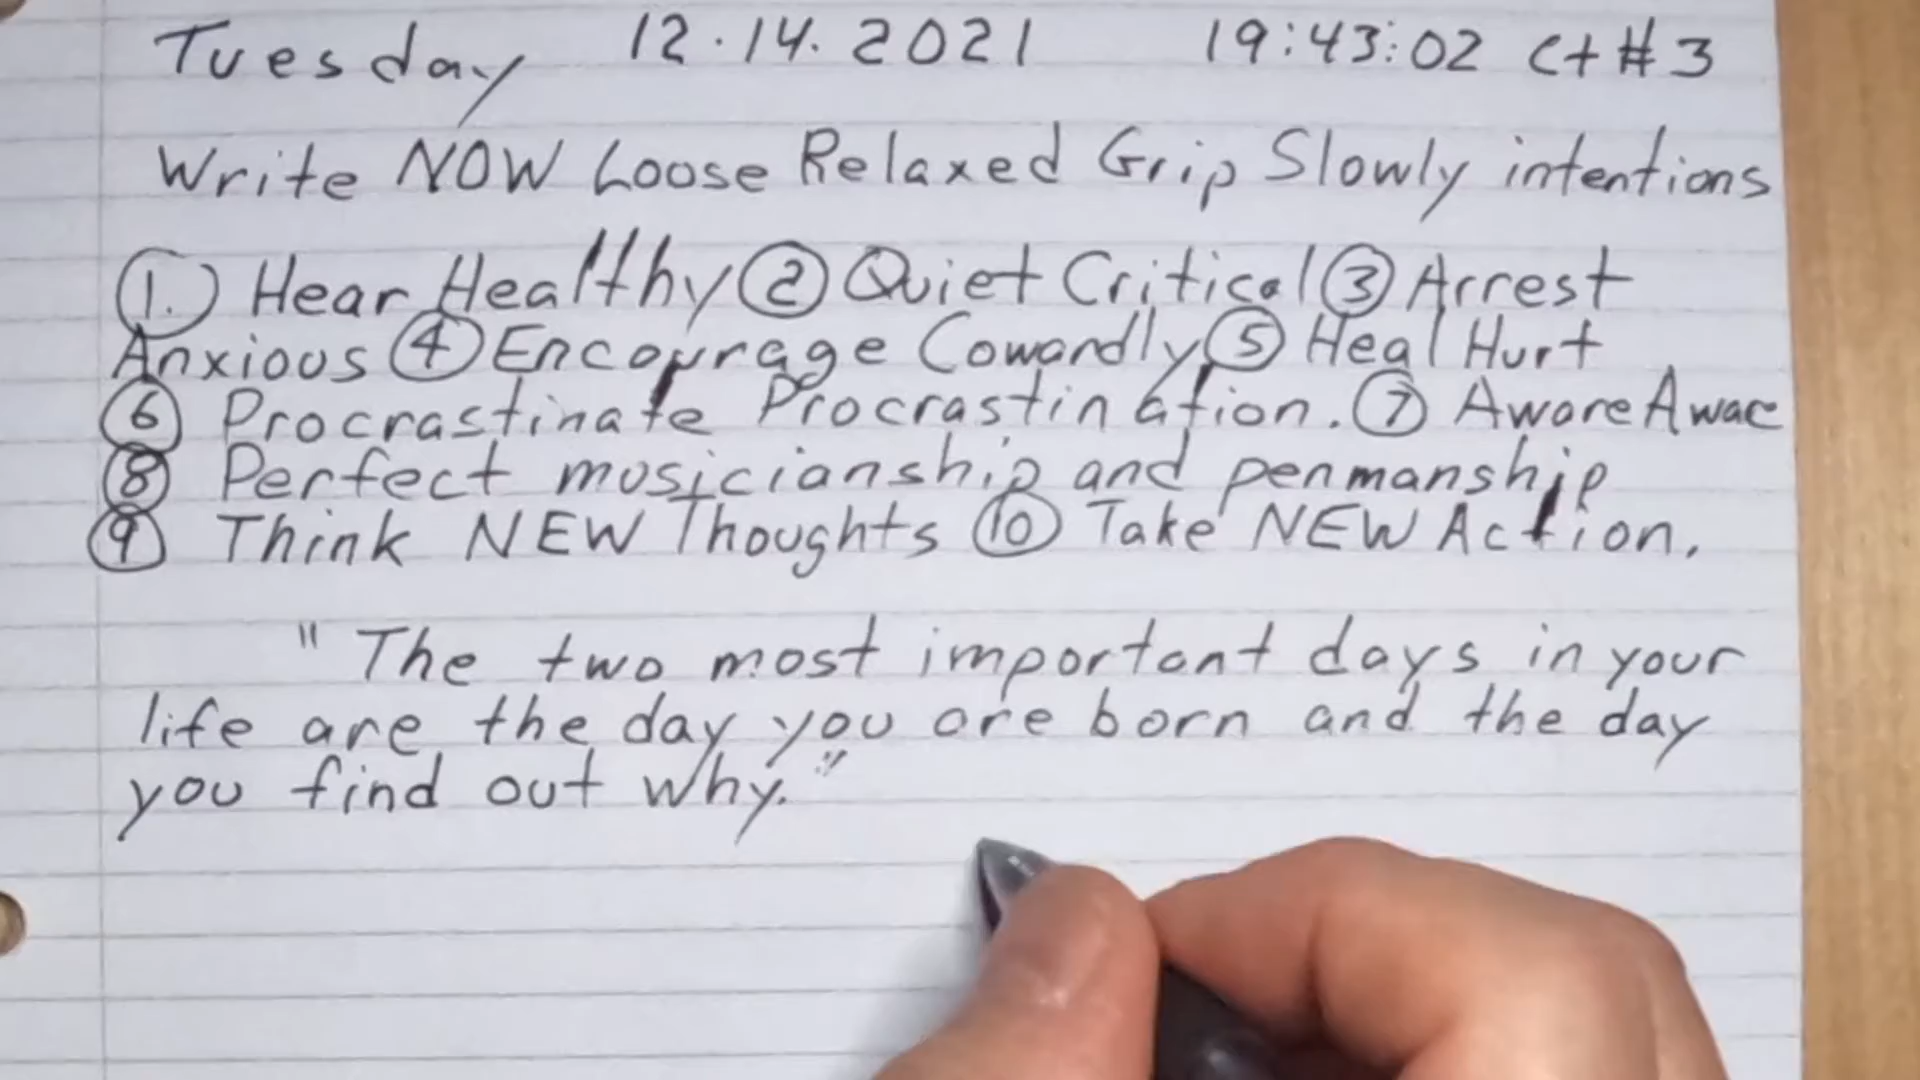 Tuesday 12.14.2021 19:43:02 Ct#3
Write NOW Loose Relaxed Grip Slowly intentions
① Hear Healthy ② Quiet Critical ③ Arrest
Anxious ④ Encourage Cowardly ⑤ Heal Hurt
⑥ Procrastinate Procrastination. ⑦ Aware Aware
⑧ Perfect musicianship and penmanship
⑨ Think NEW Thoughts ⑩ Take NEW Action.
"The two most important days in your
life are the day you are born and the day
you find out why."